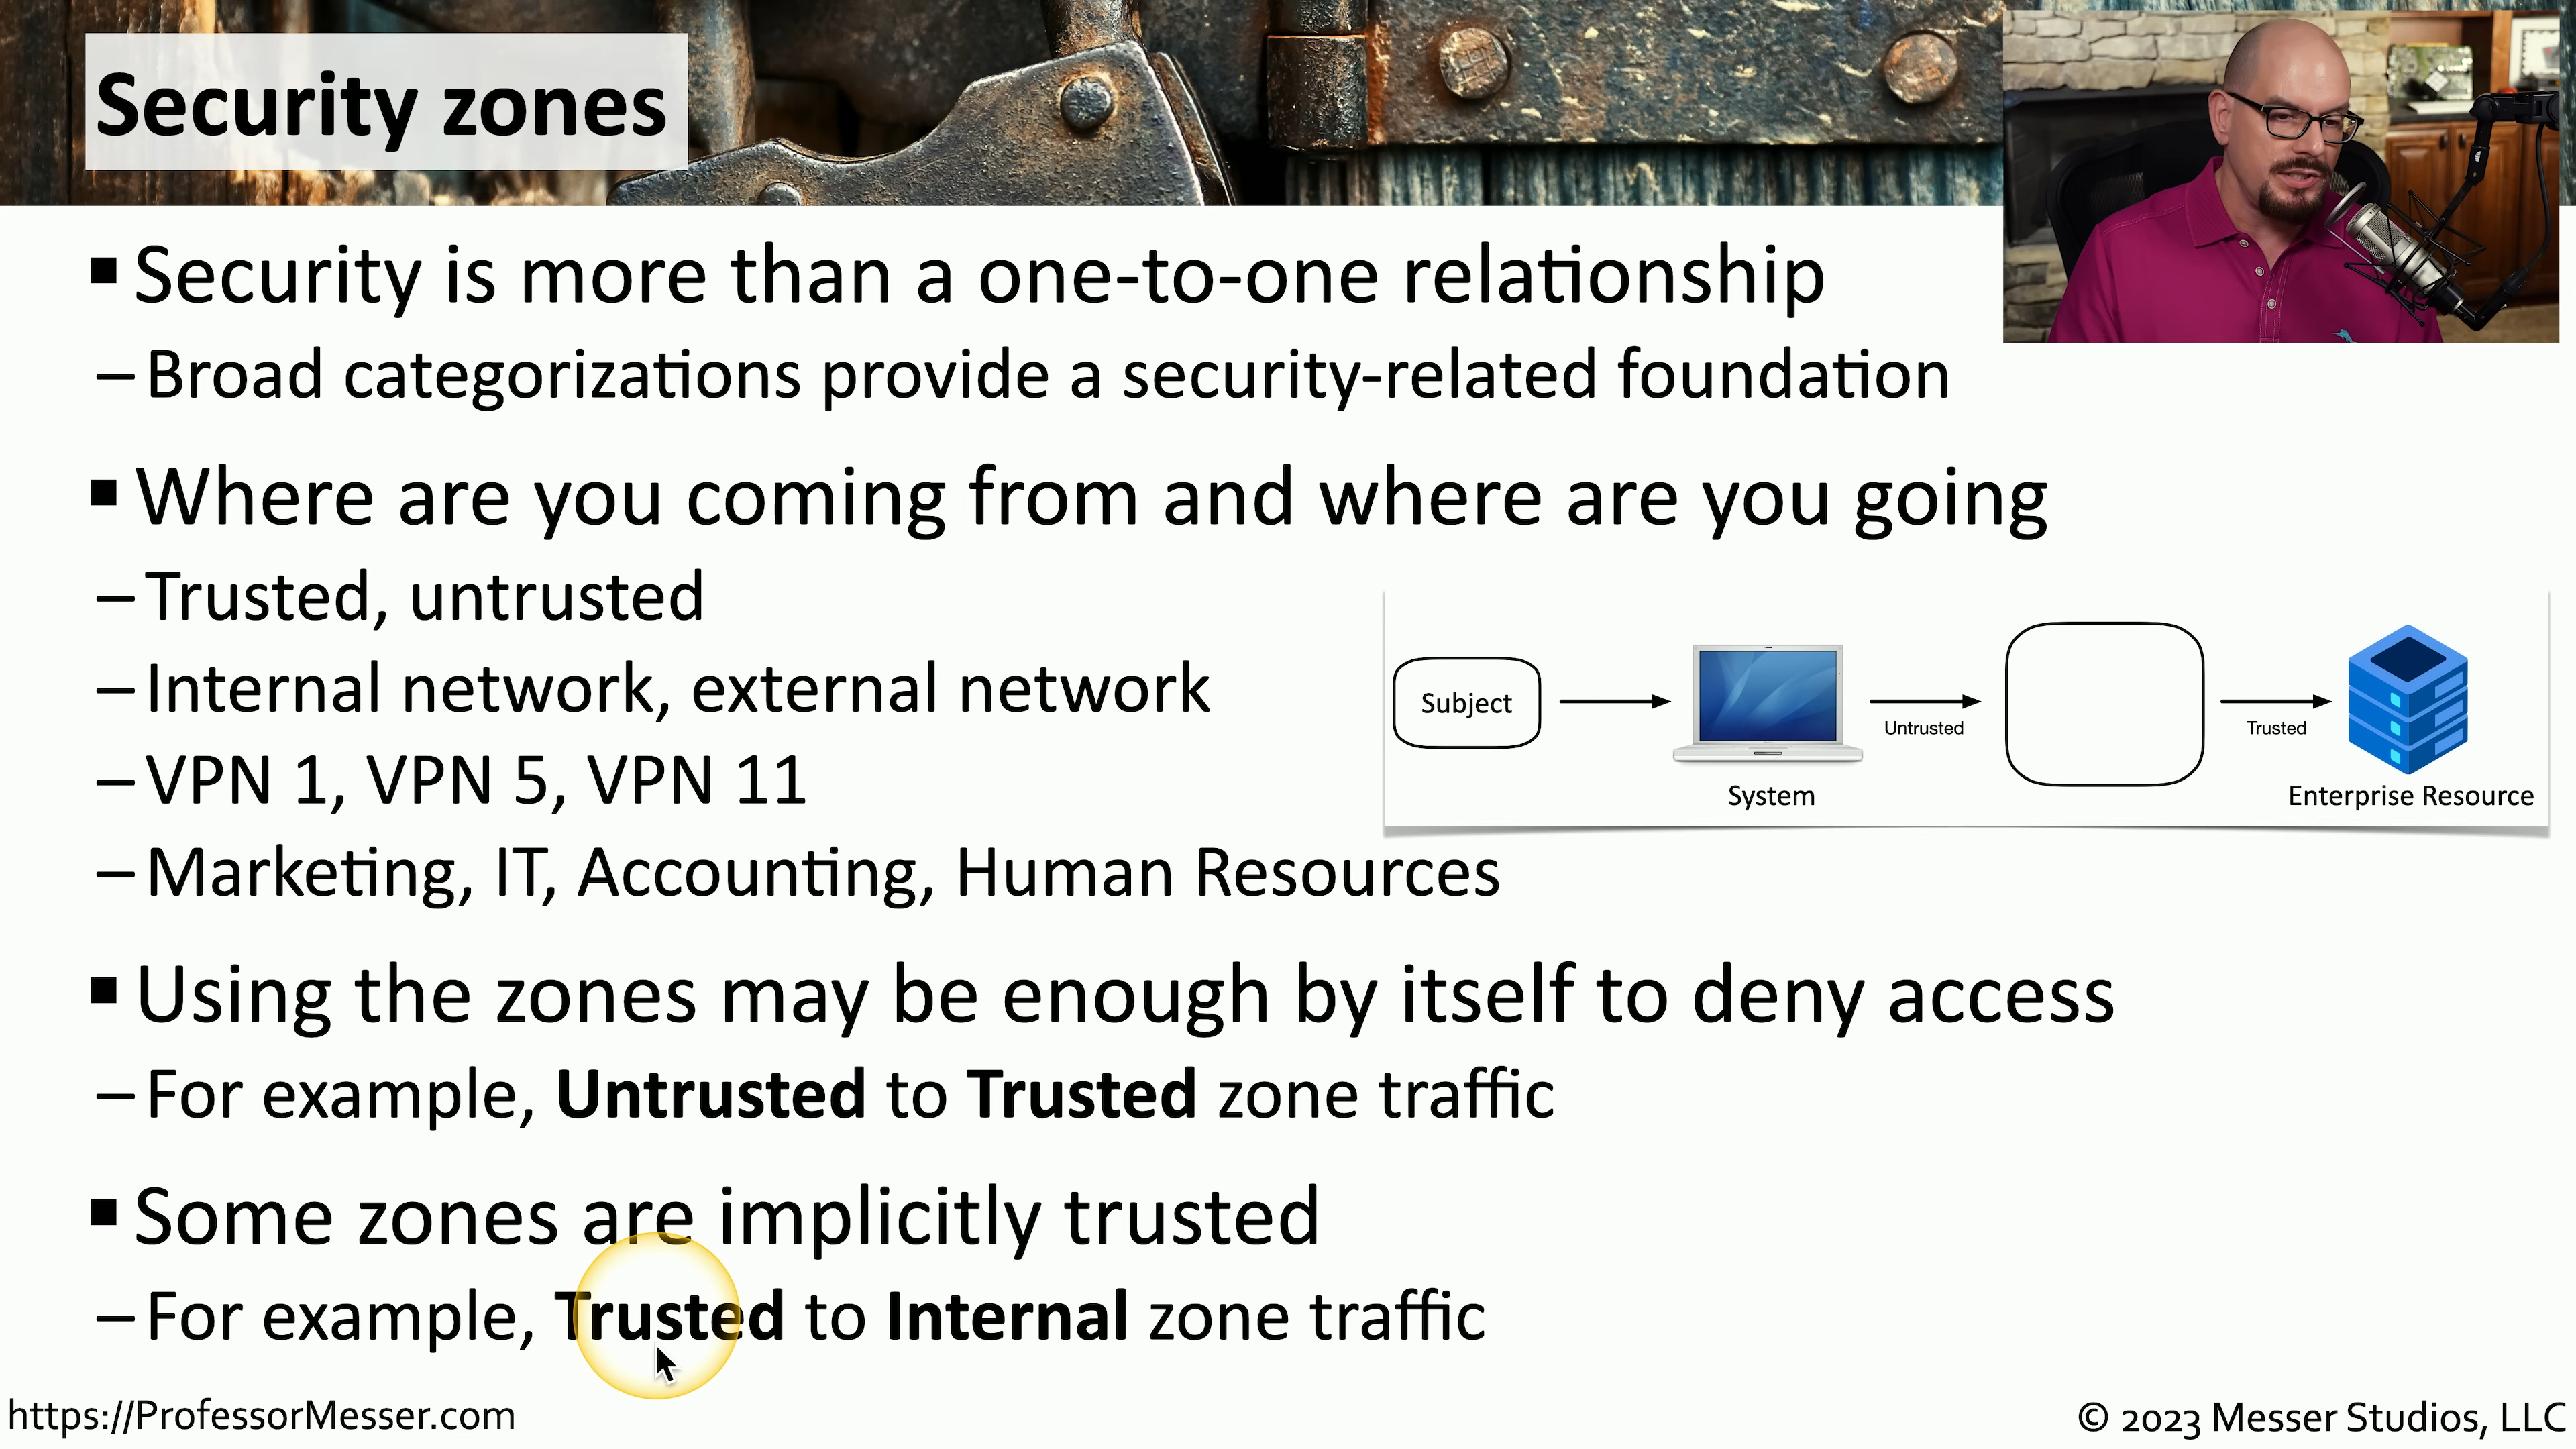 Security zones
▪ Security is more than a one-to-one relationship
– Broad categorizations provide a security-related foundation
▪ Where are you coming from and where are you going
– Trusted, untrusted
– Internal network, external network
– VPN 1, VPN 5, VPN 11
– Marketing, IT, Accounting, Human Resources
Subject
Untrusted
Trusted
System
Enterprise Resource
▪ Using the zones may be enough by itself to deny access
– For example, Untrusted to Trusted zone traffic
▪ Some zones are implicitly trusted
– For example, Trusted to Internal zone traffic
https://ProfessorMesser.com
© 2023 Messer Studios, LLC